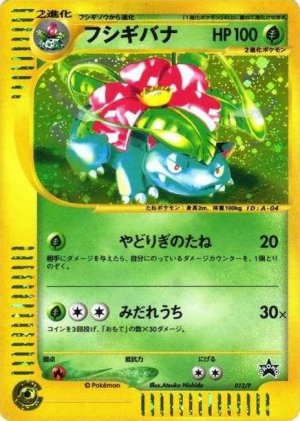 2進化
フシギソウから進化
フシギバナ HP100
2進化ポケモン
たねポケモン：身長2m、体重100kg ID:A-04
やどりぎのたね 20
相手にダメージを与えたなら、自分にのっているダメージカウンターを、1個とりのぞく。
みだれうち 30×
コインを3回投げ、「おもて」の数×30ダメージ。
弱点 抵抗力 にげる
©Pokémon Illus.Atsuko Nishida 012/P